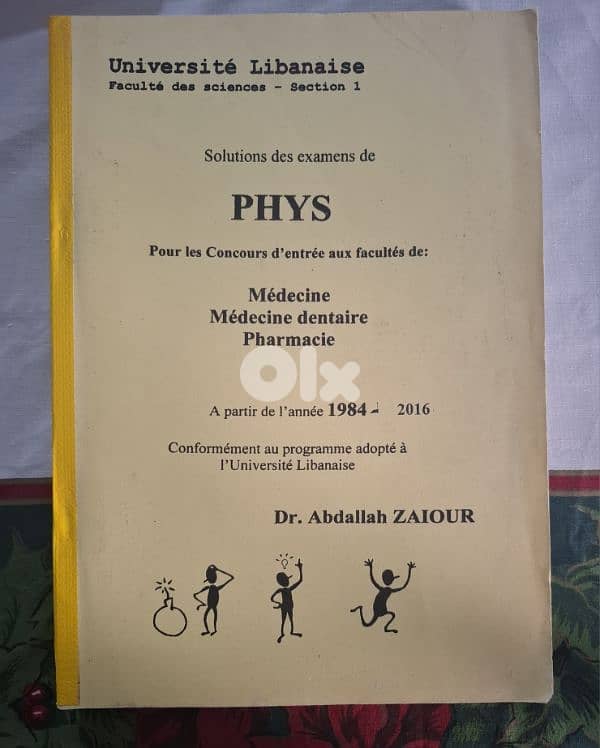 Université Libanaise
Faculté des sciences - Section 1
Solutions des examens de
PHYS
Pour les Concours d'entrée aux facultés de:
Médecine
Médecine dentaire
Pharmacie
Olx
A partir de l'année 1984 - 2016
Conformément au programme adopté à
l'Université Libanaise
Dr. Abdallah ZAIOUR